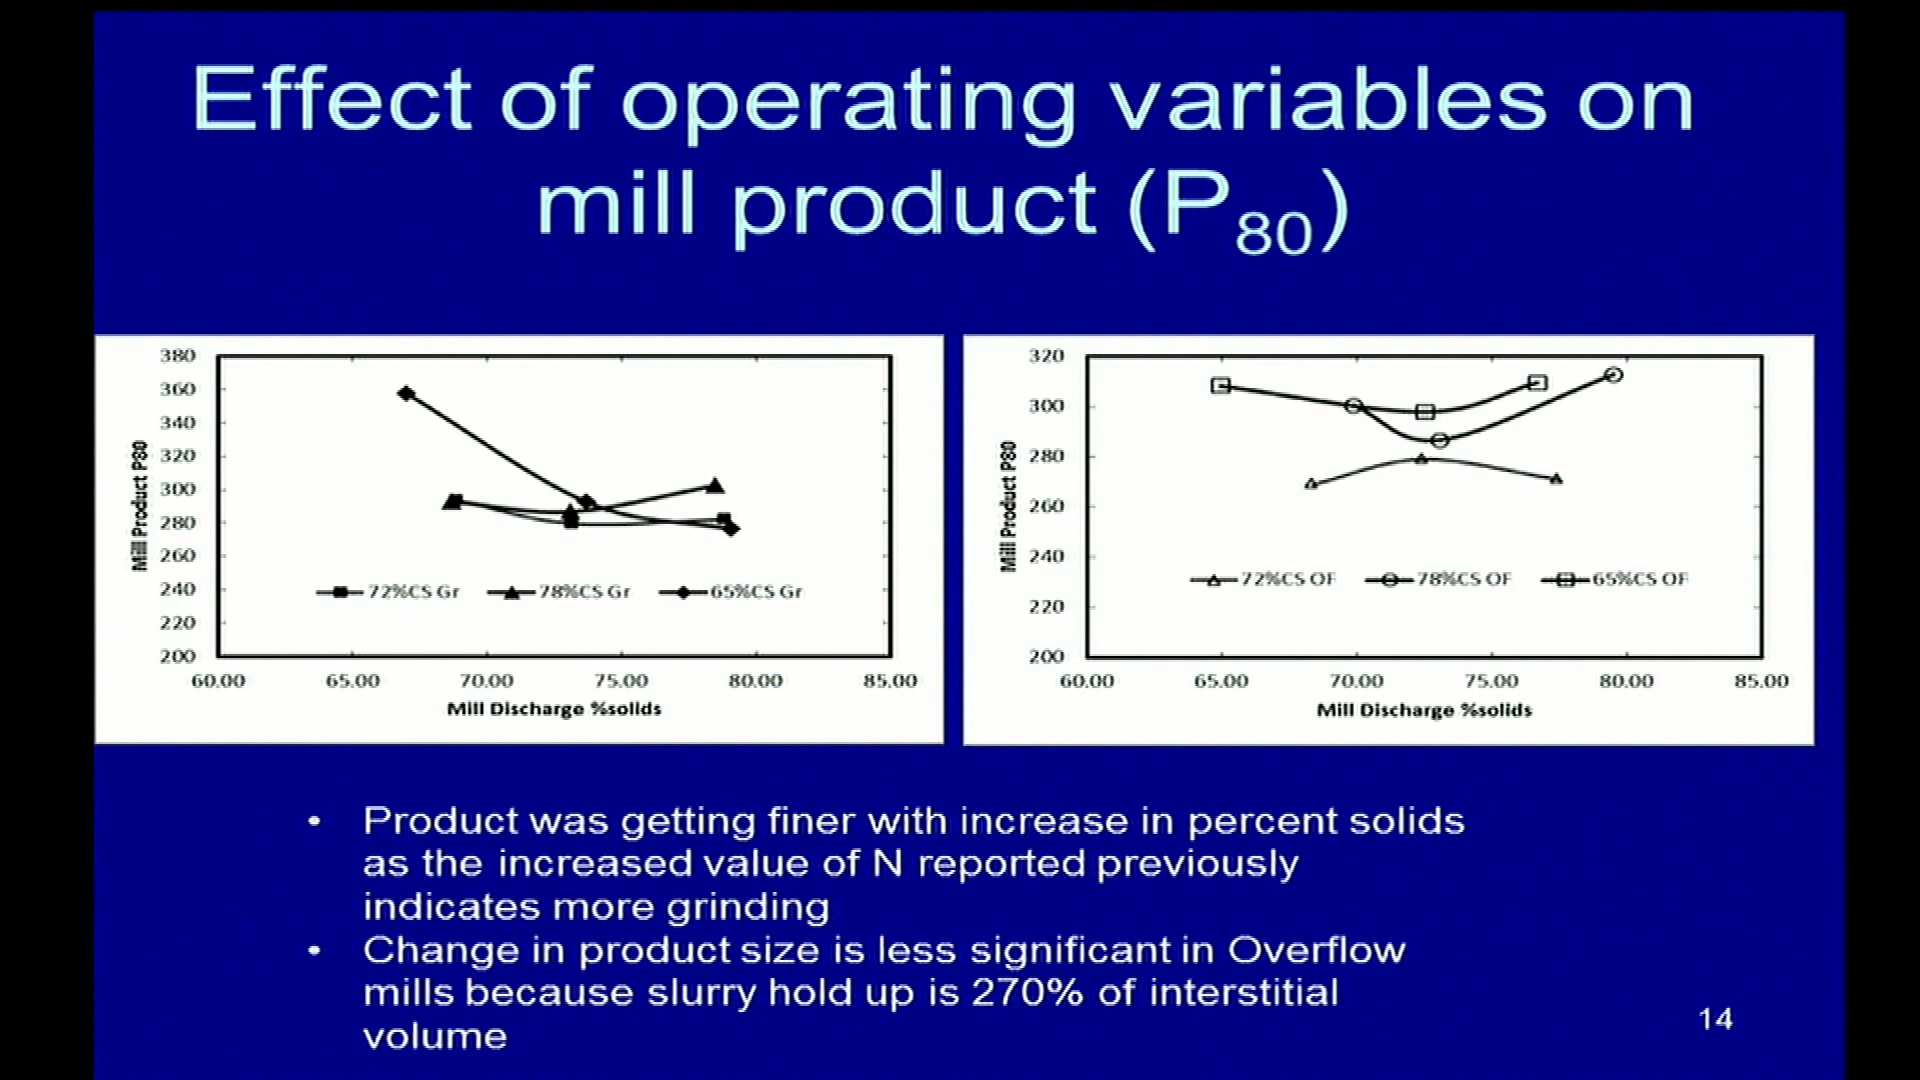 Effect of operating variables on
mill product (P80)
380
360
340
320
300
280
260
240
220
200
Mill Product P80
72%CS Gr 78%CS Gr 65%CS Gr
60.00 65.00 70.00 75.00 80.00 85.00
Mill Discharge %solids
320
300
280
260
240
220
200
Mill Product P80
72%CS OF 78%CS OF 65%CS OF
60.00 65.00 70.00 75.00 80.00 85.00
Mill Discharge %solids
• Product was getting finer with increase in percent solids
as the increased value of N reported previously
indicates more grinding
• Change in product size is less significant in Overflow
mills because slurry hold up is 270% of interstitial
volume
14